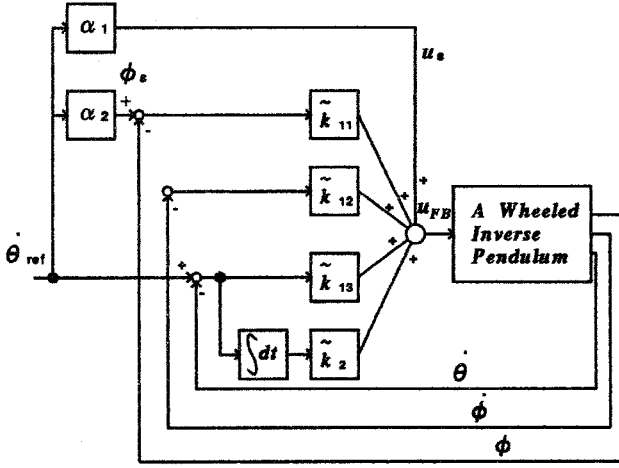 α 1
u s
ϕ s
+
α 2
-
k̃ 11
+
+
k̃ 12
-
+
u FB
A Wheeled
Inverse
Pendulum
θ̇ ref
+
-
+
k̃ 13
+
∫dt
k̃ 2
θ̇
ϕ̇
ϕ